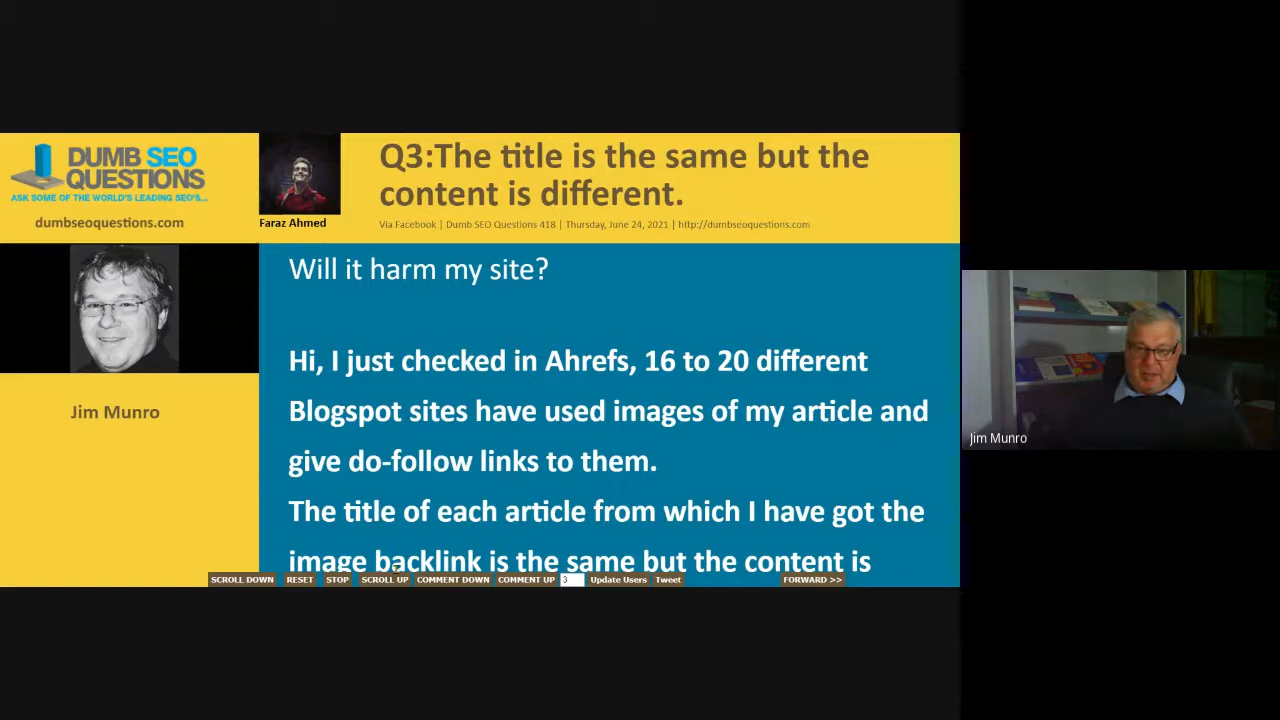 DUMB SEO
QUESTIONS
ASK SOME OF THE WORLD'S LEADING SEO'S...
dumbseoquestions.com
Faraz Ahmed
Q3:The title is the same but the
content is different.
Via Facebook | Dumb SEO Questions 418 | Thursday, June 24, 2021 | http://dumbseoquestions.com
Jim Munro
Will it harm my site?
Hi, I just checked in Ahrefs, 16 to 20 different
Blogspot sites have used images of my article and
give do-follow links to them.
The title of each article from which I have got the
image backlink is the same but the content is
SCROLL DOWN RESET STOP SCROLL UP COMMENT DOWN COMMENT UP 3 Update Users Tweet FORWARD >>
Jim Munro